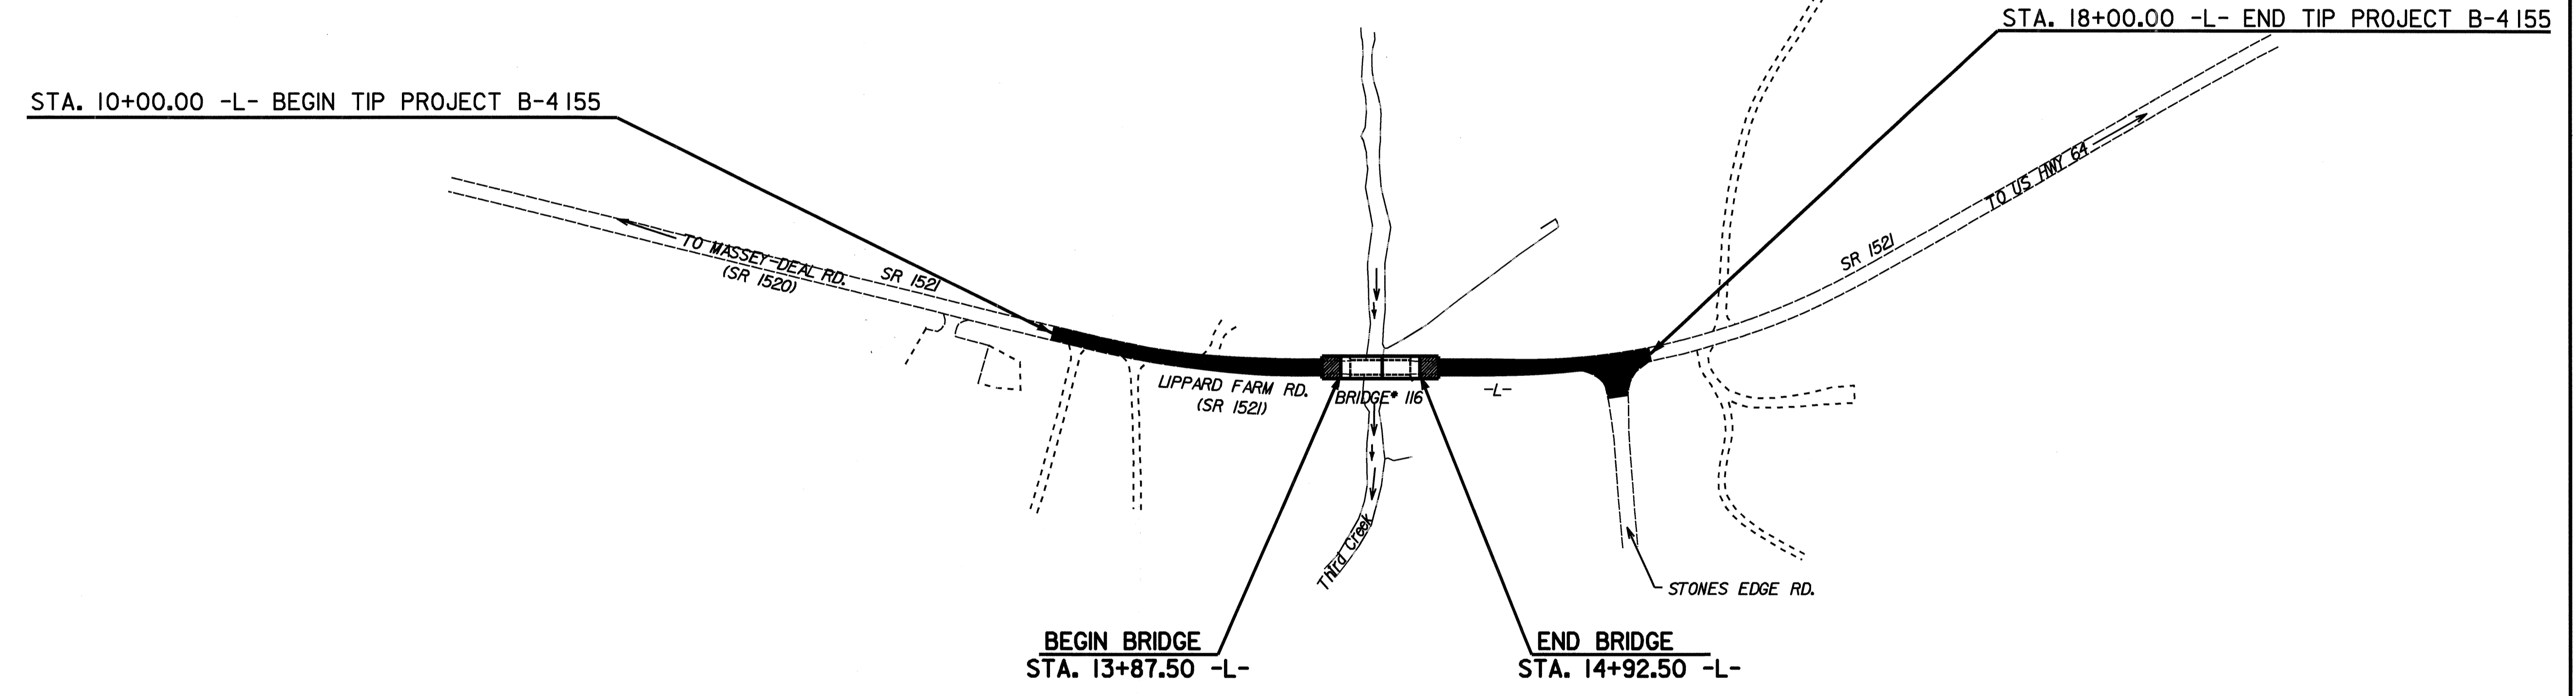 STA. 18+00.00 -L- END TIP PROJECT B-4155
STA. 10+00.00 -L- BEGIN TIP PROJECT B-4155
TO MASSEY-DEAL RD.
(SR 1520)
SR 1521
TO US HWY 64
SR 1521
LIPPARD FARM RD.
(SR 1521)
BRIDGE# 116
-L-
Third Creek
STONES EDGE RD.
BEGIN BRIDGE
STA. 13+87.50 -L-
END BRIDGE
STA. 14+92.50 -L-